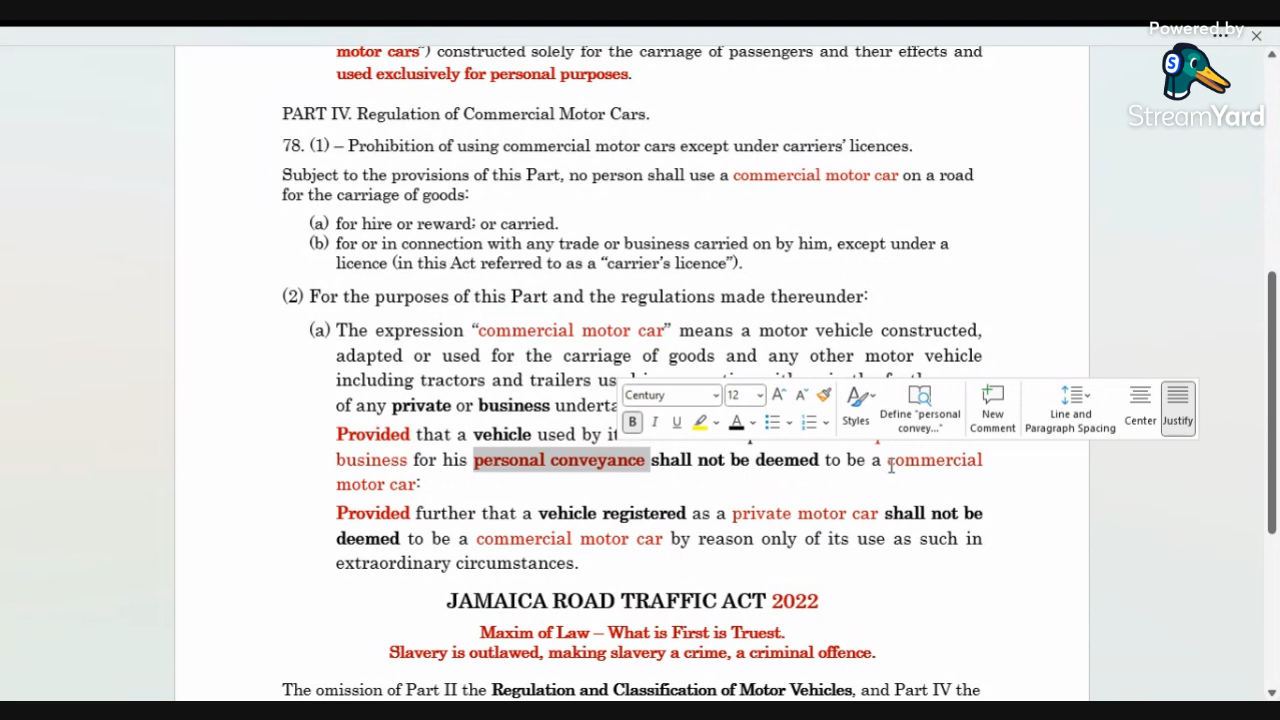 Powered by
StreamYard
motor cars") constructed solely for the carriage of passengers and their effects and
used exclusively for personal purposes.
PART IV. Regulation of Commercial Motor Cars.
78. (1) – Prohibition of using commercial motor cars except under carriers' licences.
Subject to the provisions of this Part, no person shall use a commercial motor car on a road
for the carriage of goods:
(a) for hire or reward; or carried.
(b) for or in connection with any trade or business carried on by him, except under a
licence (in this Act referred to as a “carrier's licence”).
(2) For the purposes of this Part and the regulations made thereunder:
(a) The expression “commercial motor car” means a motor vehicle constructed,
adapted or used for the carriage of goods and any other motor vehicle
including tractors and trailers
of any private or business
Provided that a vehicle used by
business for his personal conveyance shall not be deemed to be a commercial
motor car:
Provided further that a vehicle registered as a private motor car shall not be
deemed to be a commercial motor car by reason only of its use as such in
extraordinary circumstances.
Century 12
Styles
Define "personal
convey..."
New
Comment
Line and
Paragraph Spacing
Center
Justify
JAMAICA ROAD TRAFFIC ACT 2022
Maxim of Law – What is First is Truest.
Slavery is outlawed, making slavery a crime, a criminal offence.
The omission of Part II the Regulation and Classification of Motor Vehicles, and Part IV the